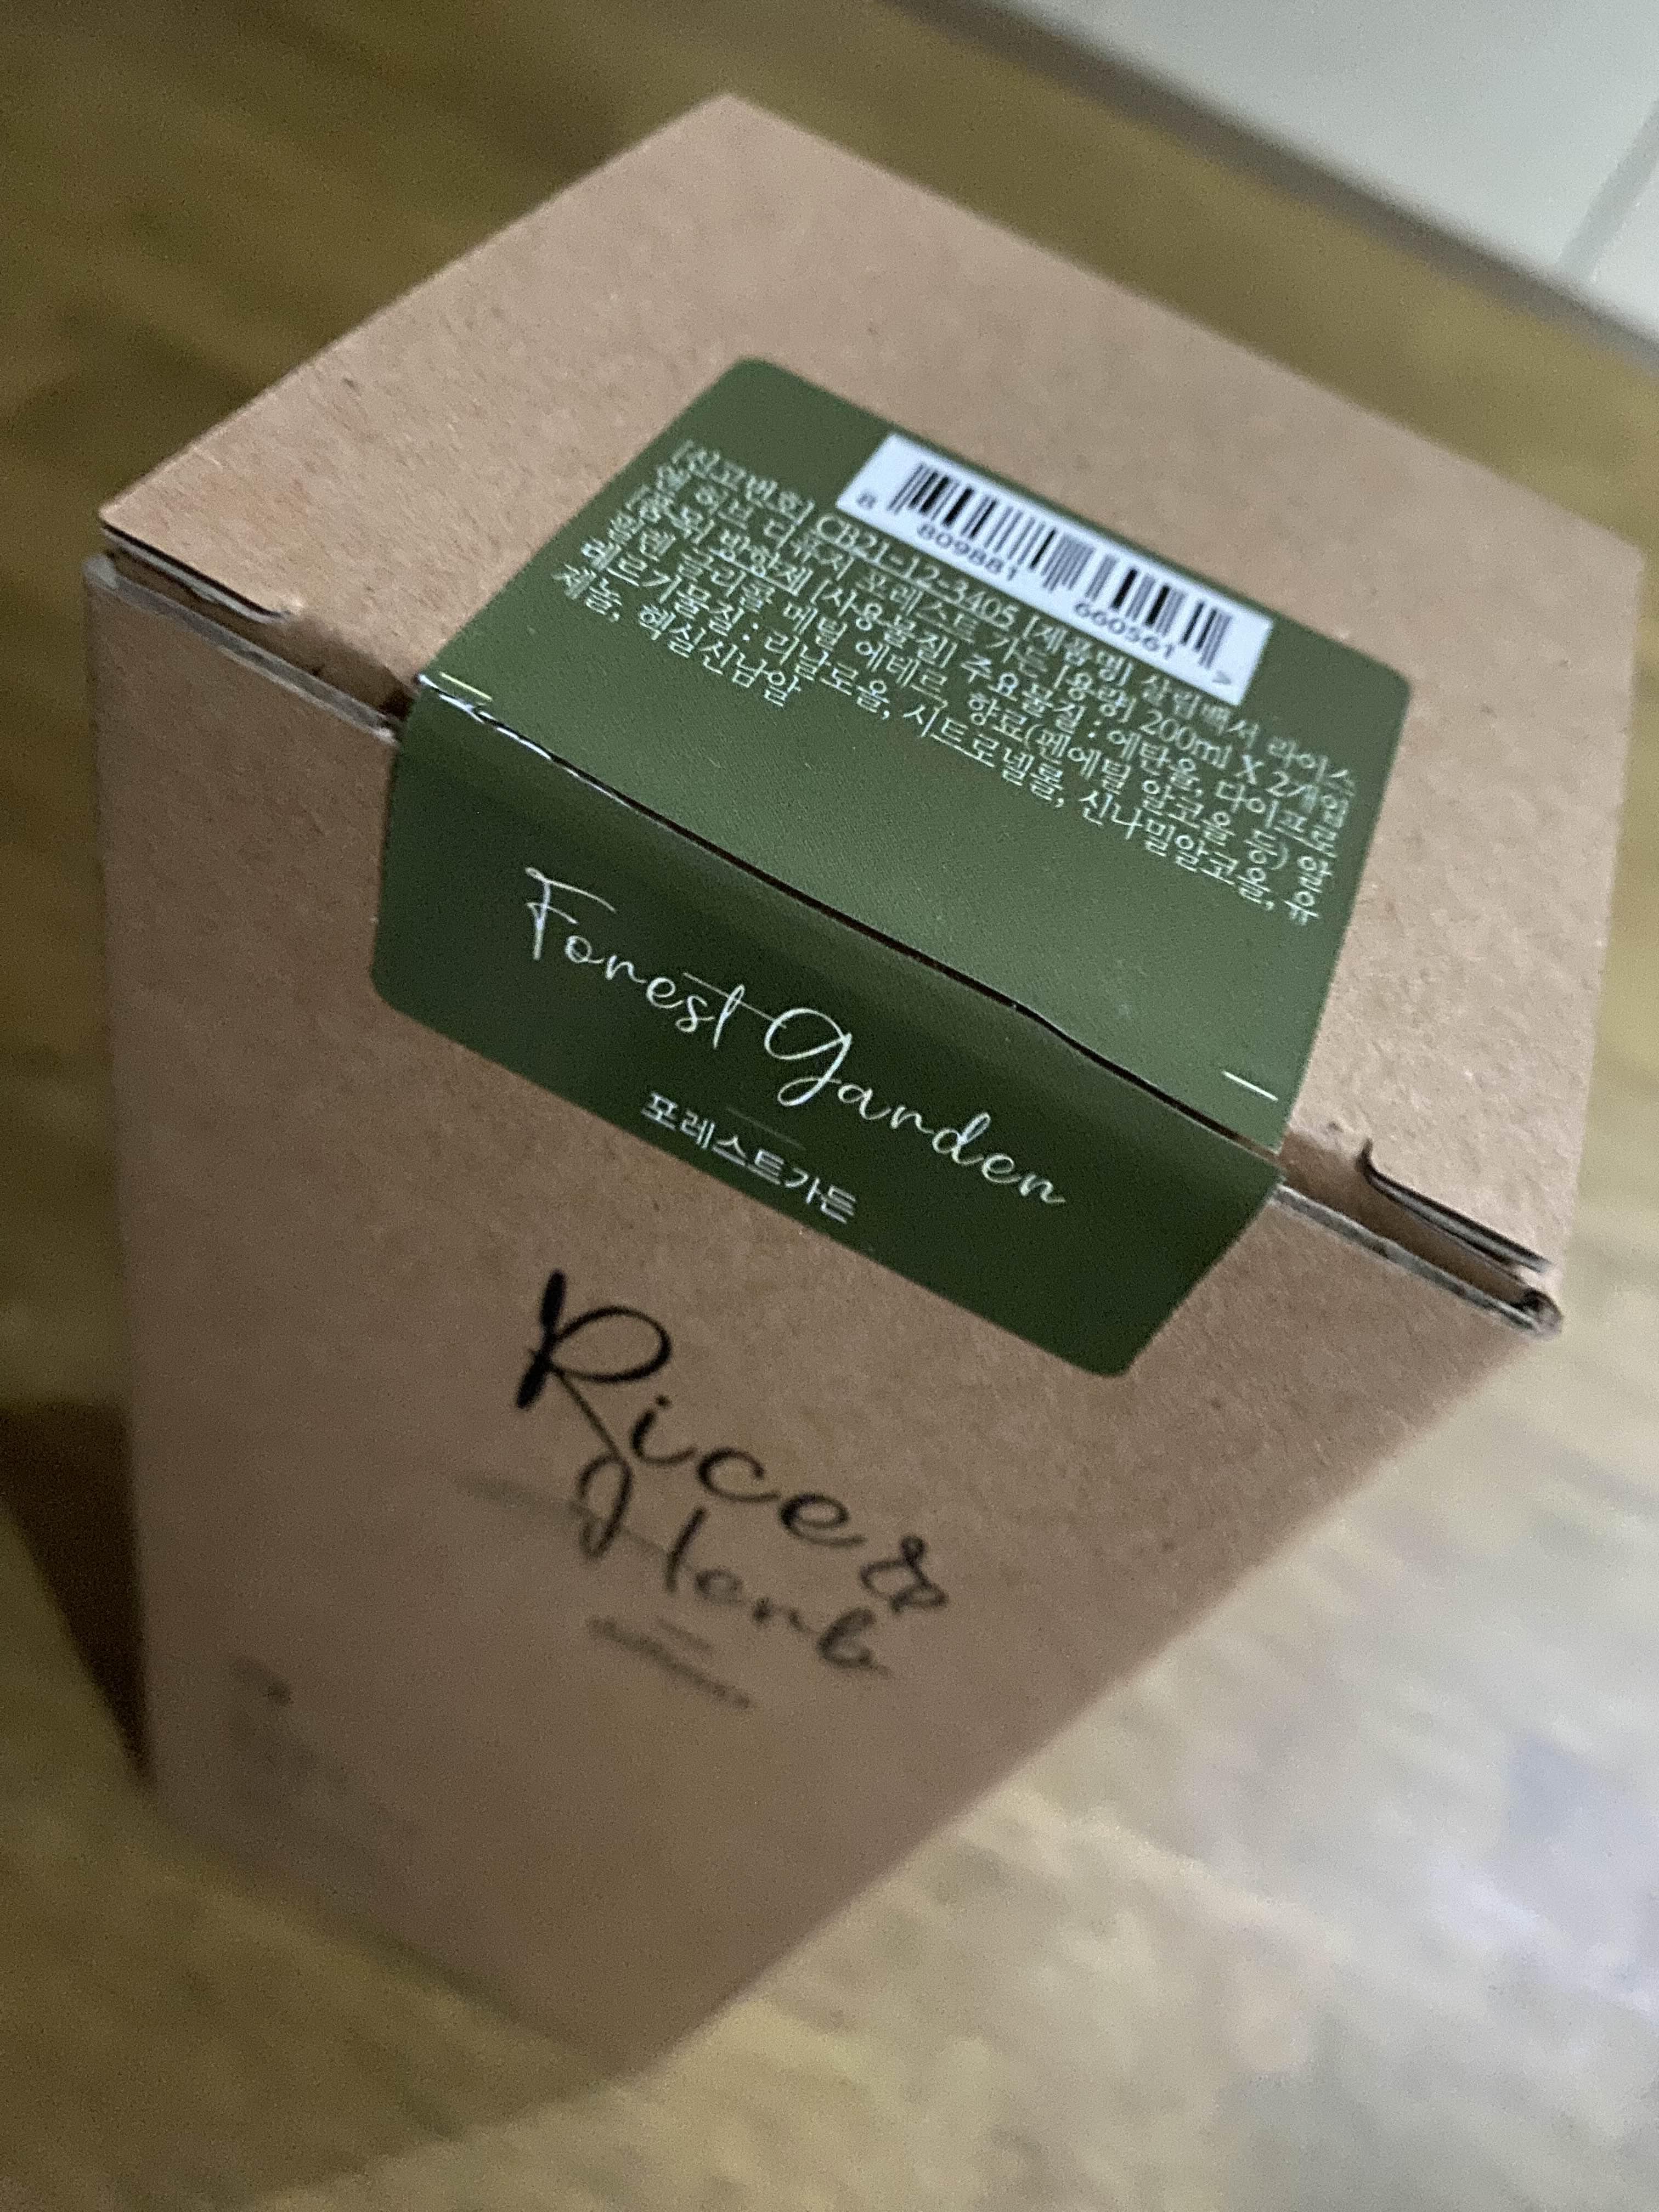 8 809881 660561 >
[신고번호] CB21-12-3405 [제품명] 살림백서 라이스
앤 허브 디퓨저 포레스트 가든 [용량] 200ml X 2개입
[품목] 방향제 [사용물질] 주요물질 : 에탄올, 다이프로
필렌 글리콜 메틸 에테르, 향료(펜에틸 알코올 등) 알
레르기물질 : 리날로올, 시트로넬롤, 신나밀알코올, 유
제놀, 헥실신남알
Forest Garden
포레스트가든
Rice &
Herb